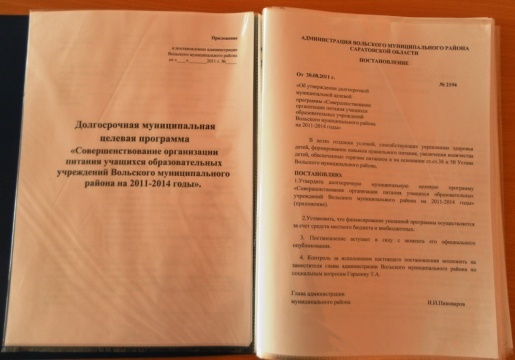 Приложение
к постановлению администрации
Вольского муниципального района
от «___»________2011 г. №____
Долгосрочная муниципальная
целевая программа
«Совершенствование организации
питания учащихся образовательных
учреждений Вольского муниципального
района на 2011-2014 годы».
АДМИНИСТРАЦИЯ ВОЛЬСКОГО МУНИЦИПАЛЬНОГО РАЙОНА
САРАТОВСКОЙ ОБЛАСТИ
ПОСТАНОВЛЕНИЕ
От 30.08.2011 г.
№ 2194
«Об утверждении долгосрочной
муниципальной целевой
программы «Совершенствование
организации питания учащихся
образовательных учреждений
Вольского муниципального района
на 2011-2014 годы»
В целях создания условий, способствующих укреплению здоровья
детей, формированию навыков правильного питания, увеличения количества
детей, обеспеченных горячим питанием и на основании ст.ст.30 и 38 Устава
Вольского муниципального района,
ПОСТАНОВЛЯЮ:
1.Утвердить долгосрочную муниципальную целевую программу
«Совершенствование организации питания учащихся образовательных
учреждений Вольского муниципального района на 2011-2014 годы»
(приложение).
2.Установить, что финансирование указанной программы осуществляется
за счет средств местного бюджета и внебюджетных.
3. Постановление вступает в силу с момента его официального
опубликования.
4. Контроль за исполнением настоящего постановления возложить на
заместителя главы администрации Вольского муниципального района по
социальным вопросам Т.А.
Глава администрации
муниципального района
И.И.Пивоваров